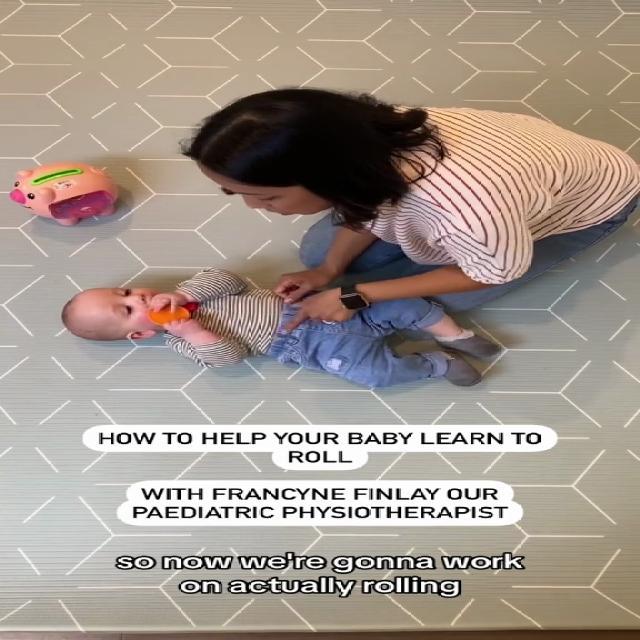 HOW TO HELP YOUR BABY LEARN TO
ROLL
WITH FRANCYNE FINLAY OUR
PAEDIATRIC PHYSIOTHERAPIST
so now we're gonna work
on actually rolling